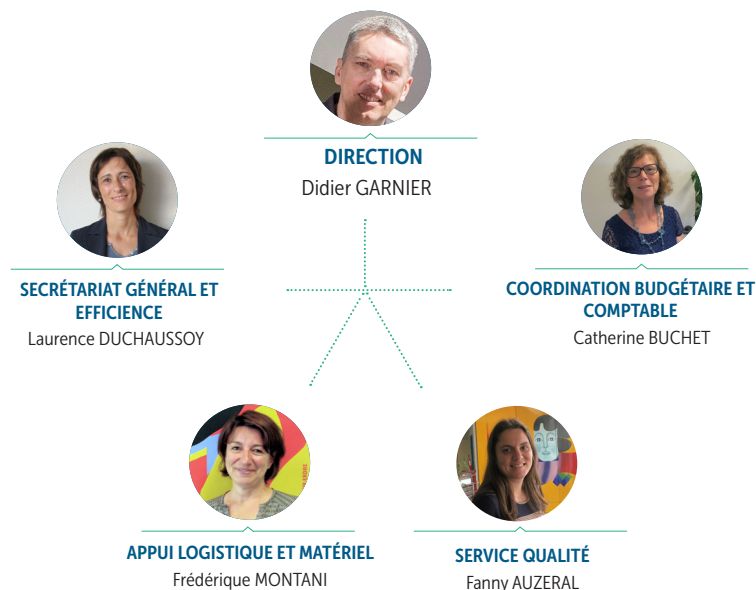 DIRECTION
Didier GARNIER
SECRÉTARIAT GÉNÉRAL ET
EFFICIENCE
Laurence DUCHAUSSOY
COORDINATION BUDGÉTAIRE ET
COMPTABLE
Catherine BUCHET
APPUI LOGISTIQUE ET MATÉRIEL
Frédérique MONTANI
SERVICE QUALITÉ
Fanny AUZERAL